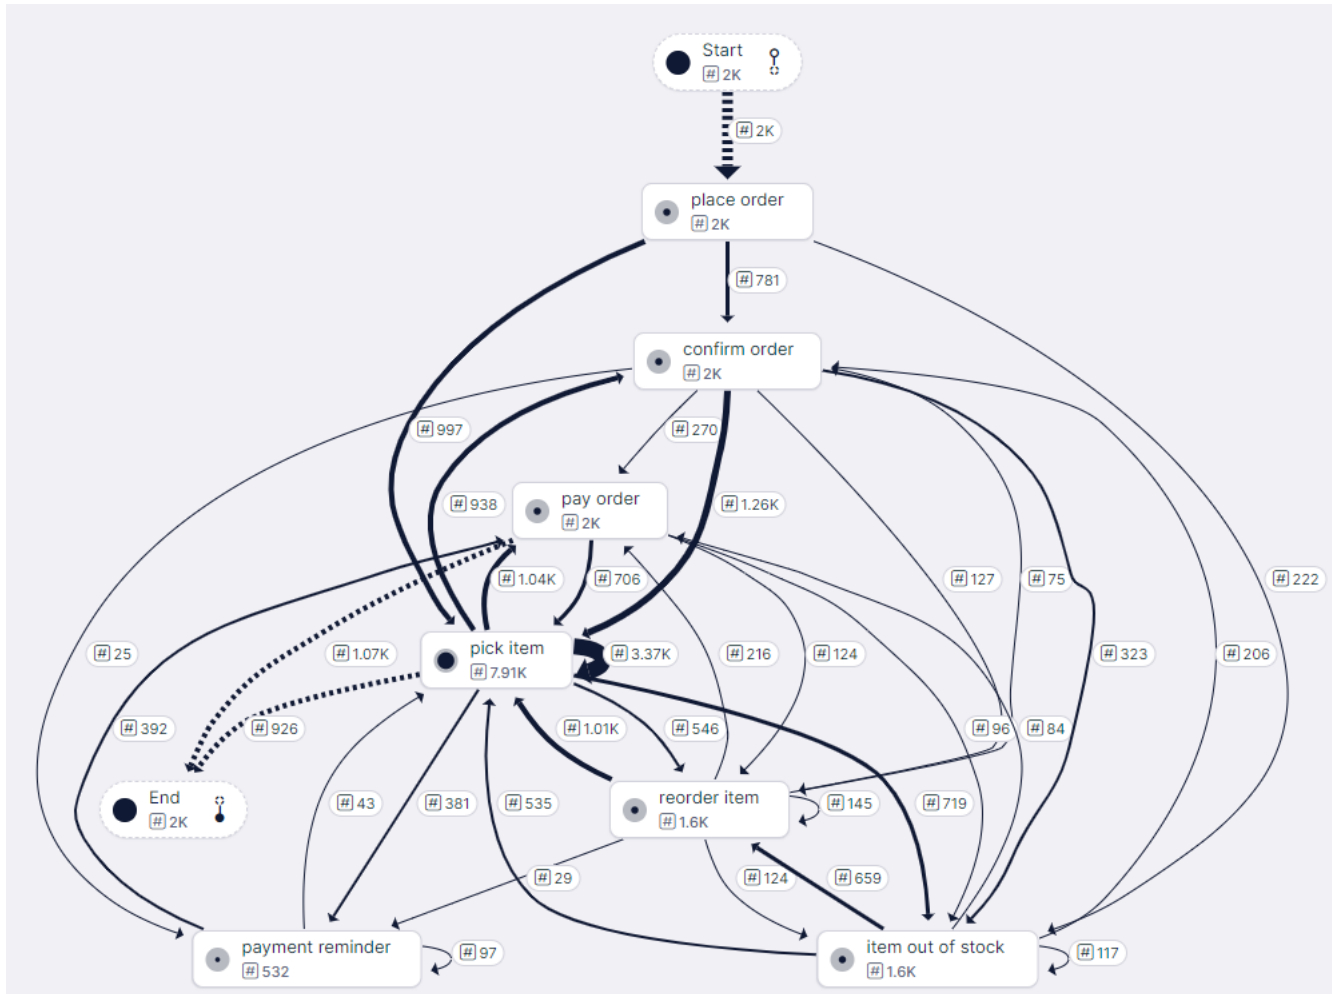 Start
# 2K
# 2K
place order
# 2K
# 781
confirm order
# 2K
# 997
# 270
pay order
# 2K
# 938
# 1.26K
# 1.04K
# 706
# 127
# 75
# 222
pick item
# 7.91K
# 25
# 1.07K
# 3.37K
# 216
# 124
# 323
# 206
# 392
# 926
# 1.01K
# 546
# 96
# 84
End
# 2K
# 43
# 381
# 535
reorder item
# 1.6K
# 145
# 719
# 29
# 124
# 659
payment reminder
# 532
# 97
item out of stock
# 1.6K
# 117